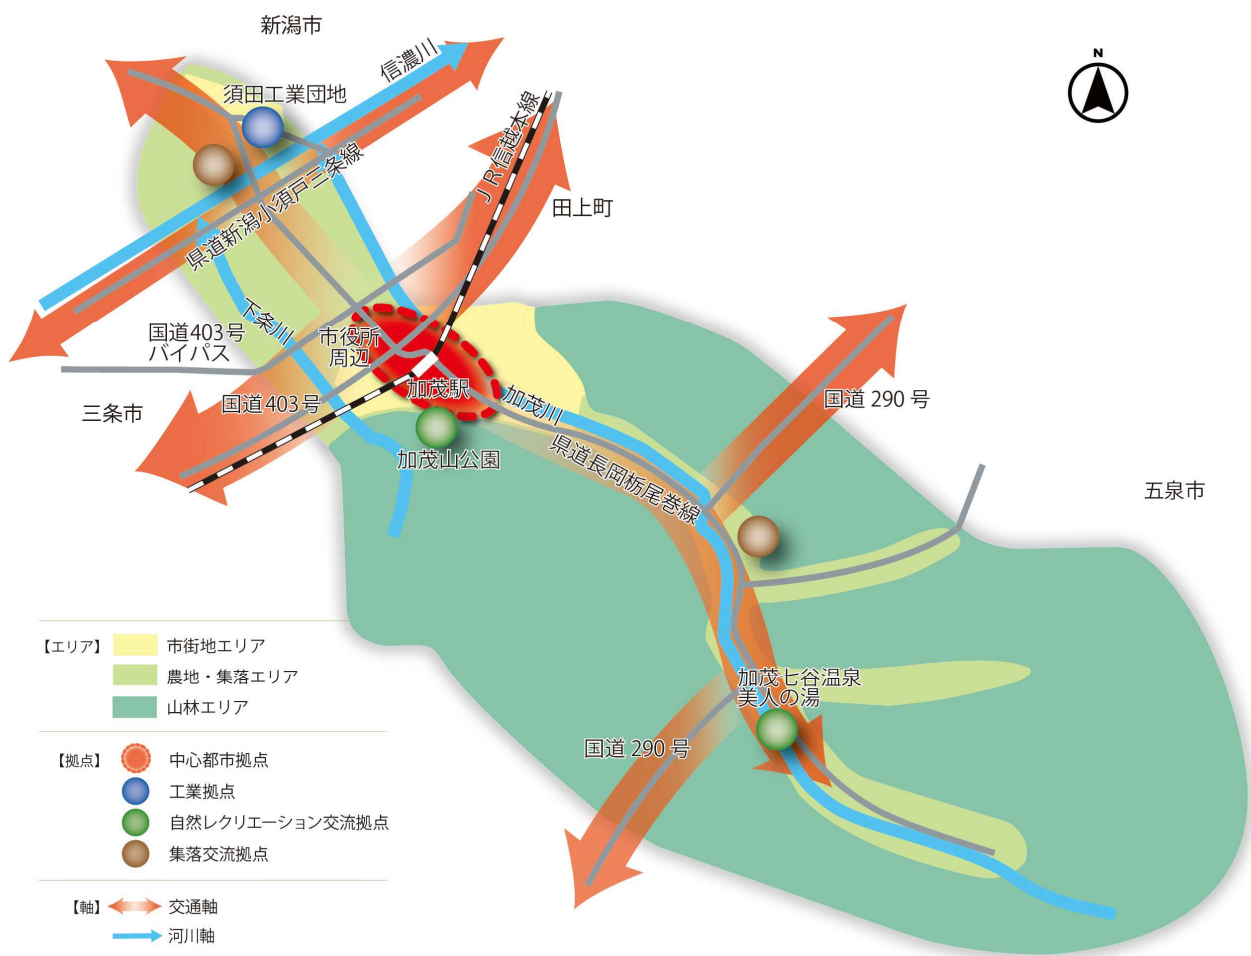 新潟市
N
信濃川
須田工業団地
JR信越本線
県道新潟小須戸三条線
田上町
下条川
国道403号
バイパス
市役所
周辺
加茂駅
国道403号
三条市
加茂川
国道 290 号
加茂山公園
県道長岡栃尾巻線
五泉市
加茂七谷温泉
美人の湯
国道 290 号
【エリア】
市街地エリア
農地・集落エリア
山林エリア
【拠点】
中心都市拠点
工業拠点
自然レクリエーション交流拠点
集落交流拠点
【軸】
交通軸
河川軸